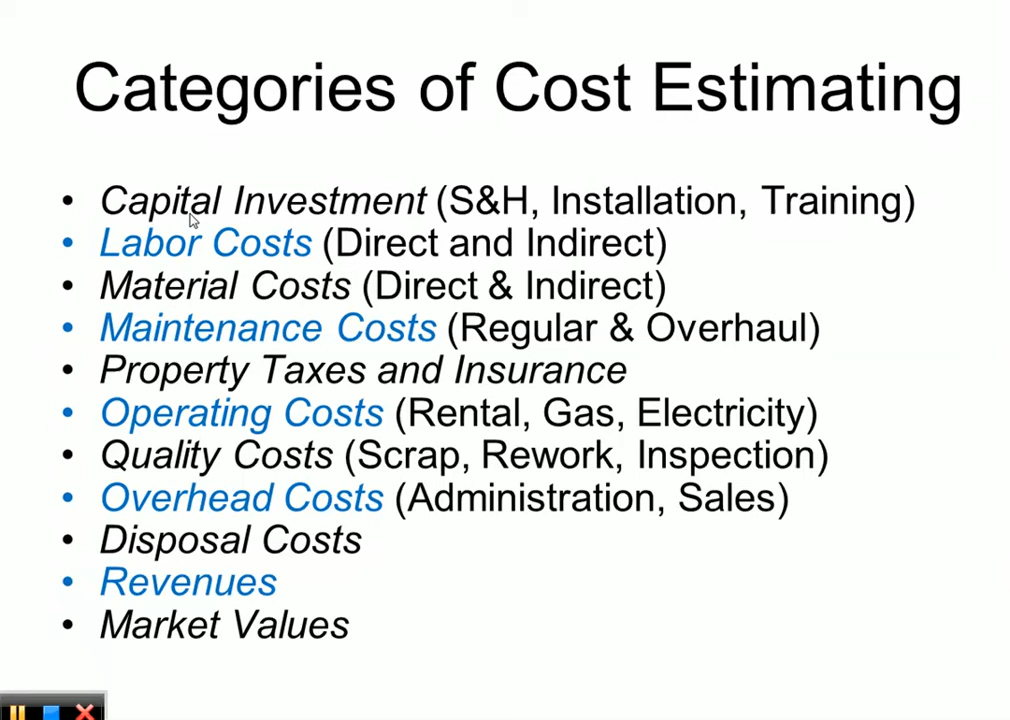 Categories of Cost Estimating
• Capital Investment (S&H, Installation, Training)
• Labor Costs (Direct and Indirect)
• Material Costs (Direct & Indirect)
• Maintenance Costs (Regular & Overhaul)
• Property Taxes and Insurance
• Operating Costs (Rental, Gas, Electricity)
• Quality Costs (Scrap, Rework, Inspection)
• Overhead Costs (Administration, Sales)
• Disposal Costs
• Revenues
• Market Values